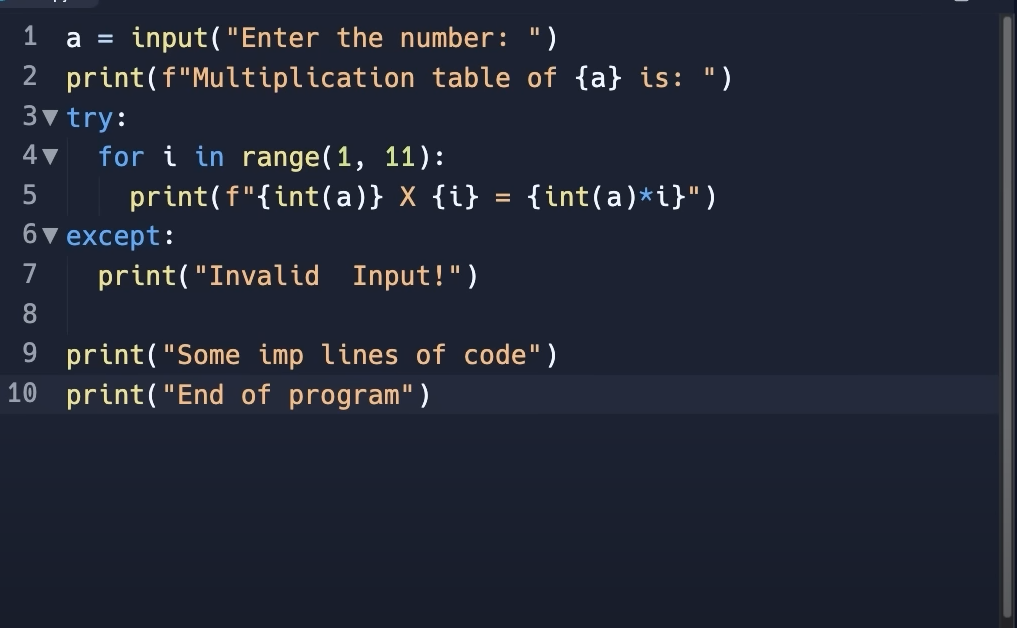 1 a = input("Enter the number: ")
2 print(f"Multiplication table of {a} is: ")
3 try:
4 for i in range(1, 11):
5 print(f"{int(a)} X {i} = {int(a)*i}")
6 except:
7 print("Invalid  Input!")
8
9 print("Some imp lines of code")
10 print("End of program")